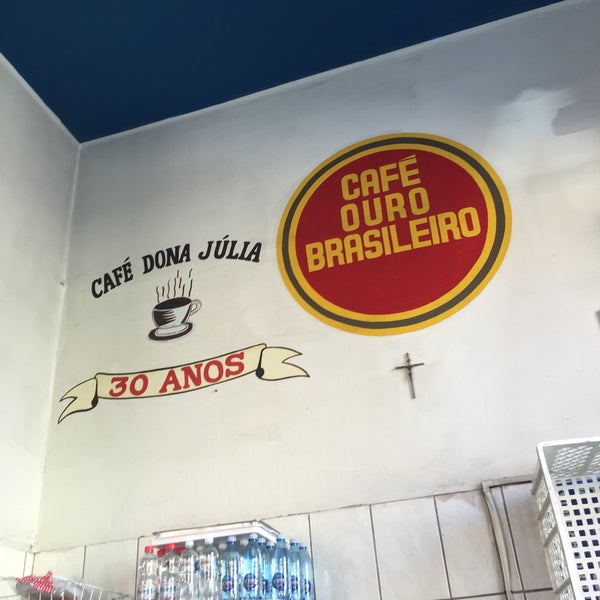 CAFÉ DONA JÚLIA
30 ANOS
CAFÉ
OURO
BRASILEIRO